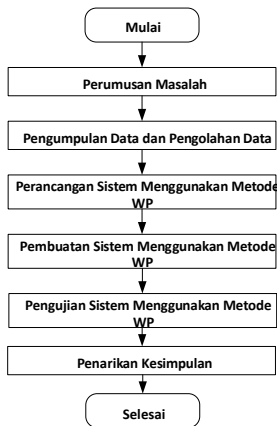 Mulai
Perumusan Masalah
Pengumpulan Data dan Pengolahan Data
Perancangan Sistem Menggunakan Metode
WP
Pembuatan Sistem Menggunakan Metode
WP
Pengujian Sistem Menggunakan Metode
WP
Penarikan Kesimpulan
Selesai